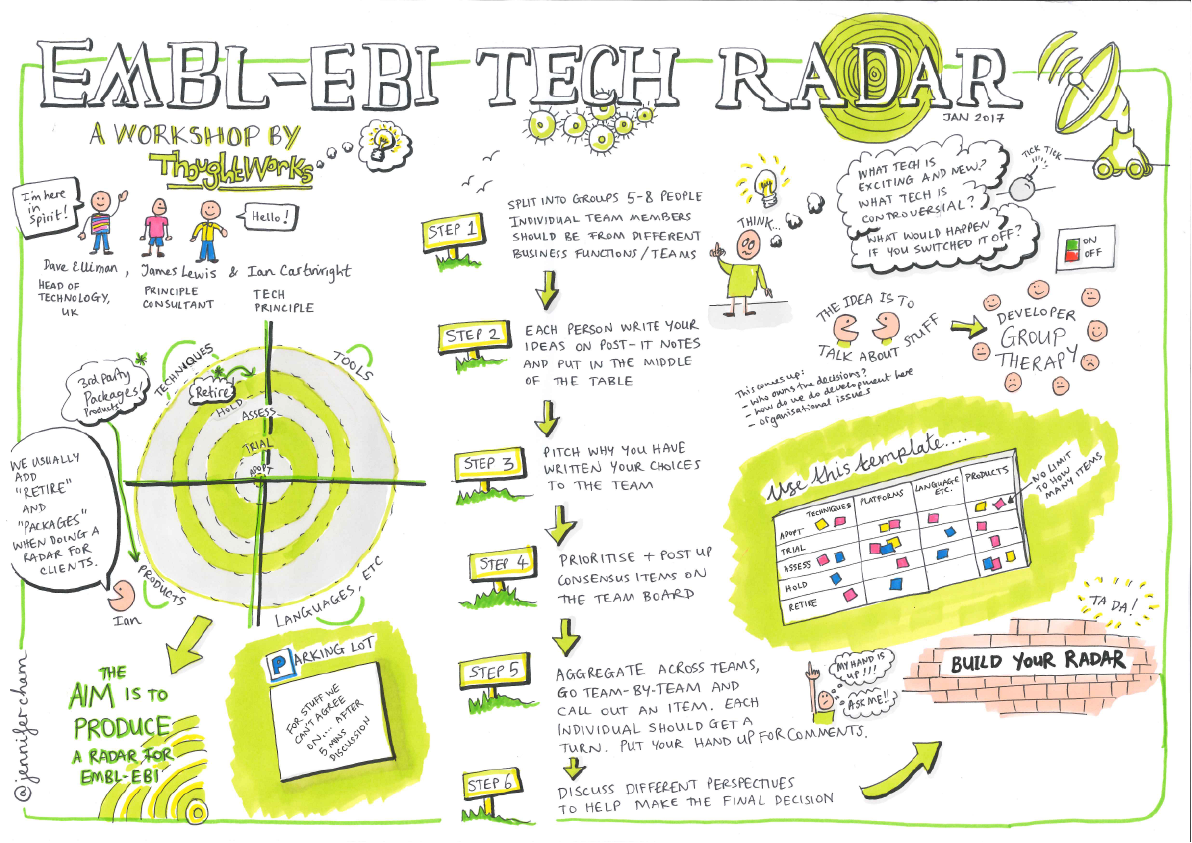 EMBL-EBI TECH RADAR
JAN 2017
A WORKSHOP BY
ThoughtWorks
I'm here
in
Spirit!
Hello!
Dave Elliman,
HEAD OF
TECHNOLOGY,
UK
James Lewis &
PRINCIPLE
CONSULTANT
Ian Cartwright
TECH
PRINCIPLE
3rd party
Packages/
Products
TECHNIQUES
TOOLS
Retire
HOLD
ASSESS
TRIAL
ADOPT
PRODUCTS
LANGUAGES, ETC
WE USUALLY
ADD
"RETIRE"
AND
"PACKAGES"
WHEN DOING A
RADAR FOR
CLIENTS.
Ian
THE
AIM IS TO
PRODUCE
A RADAR FOR
EMBL-EBI
@jennifercham
PARKING LOT
FOR STUFF WE
CAN'T AGREE
ON.... AFTER
5 MINS
DISCUSSION
STEP 1
SPLIT INTO GROUPS 5-8 PEOPLE
INDIVIDUAL TEAM MEMBERS
SHOULD BE FROM DIFFERENT
BUSINESS FUNCTIONS/TEAMS
STEP 2
EACH PERSON WRITE YOUR
IDEAS ON POST-IT NOTES
AND PUT IN THE MIDDLE
OF THE TABLE
STEP 3
PITCH WHY YOU HAVE
WRITTEN YOUR CHOICES
TO THE TEAM
STEP 4
PRIORITISE + POST UP
CONSENSUS ITEMS ON
THE TEAM BOARD
STEP 5
AGGREGATE ACROSS TEAMS,
GO TEAM-BY-TEAM AND
CALL OUT AN ITEM. EACH
INDIVIDUAL SHOULD GET A
TURN. PUT YOUR HAND UP FOR COMMENTS.
STEP 6
DISCUSS DIFFERENT PERSPECTIVES
TO HELP MAKE THE FINAL DECISION
THINK...
WHAT TECH IS
EXCITING AND NEW?
WHAT TECH IS
CONTROVERSIAL?
WHAT WOULD HAPPEN
IF YOU SWITCHED IT OFF?
TICK TICK
ON
OFF
THE IDEA IS TO
TALK ABOUT STUFF
DEVELOPER
GROUP
THERAPY
This comes up:
- who owns the decisions?
- how do we do development here
- organisational issues
Use this template....
TECHNIQUES
PLATFORMS
LANGUAGE
ETC.
PRODUCTS
ADOPT
TRIAL
ASSESS
HOLD
RETIRE
NO LIMIT
TO HOW
MANY ITEMS
TA DA!
BUILD YOUR RADAR
MY HAND IS
UP!!!
ASK ME!!